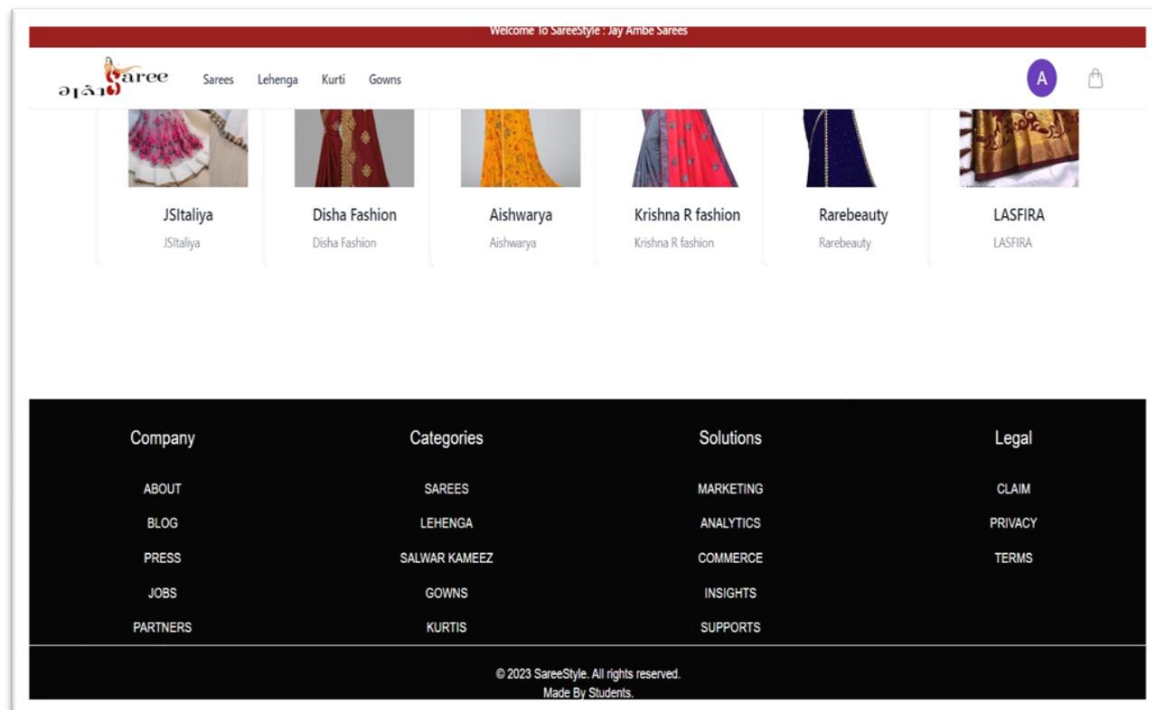 Welcome To SareeStyle : Jay Ambe Sarees
Saree
Sarees Lehenga Kurti Gowns
A
JSItaliya Disha Fashion Aishwarya Krishna R fashion Rarebeauty LASFIRA
JSItaliya Disha Fashion Aishwarya Krishna R fashion Rarebeauty LASFIRA
Company Categories Solutions Legal
ABOUT SAREES MARKETING CLAIM
BLOG LEHENGA ANALYTICS PRIVACY
PRESS SALWAR KAMEEZ COMMERCE TERMS
JOBS GOWNS INSIGHTS
PARTNERS KURTIS SUPPORTS
© 2023 SareeStyle. All rights reserved.
Made By Students.